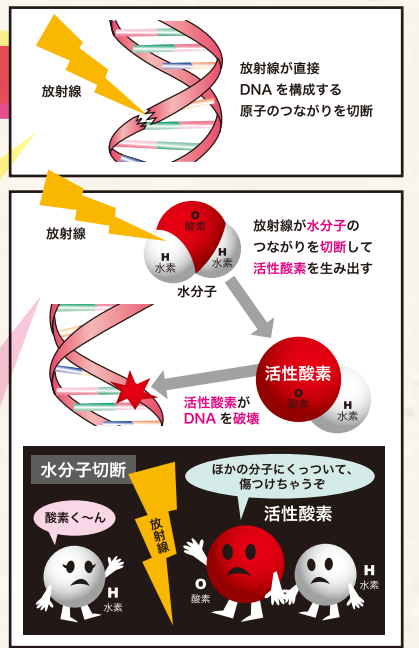 放射線
放射線が直接
DNAを構成する
原子のつながりを切断
放射線
O
酸素
H
水素
H
水素
水分子
放射線が水分子の
つながりを切断して
活性酸素を生み出す
活性酸素
O
酸素
H
水素
活性酸素が
DNAを破壊
水分子切断
酸素く〜ん
H
水素
放射線
ほかの分子にくっついて、
傷つけちゃうぞ
活性酸素
O
酸素
H
水素